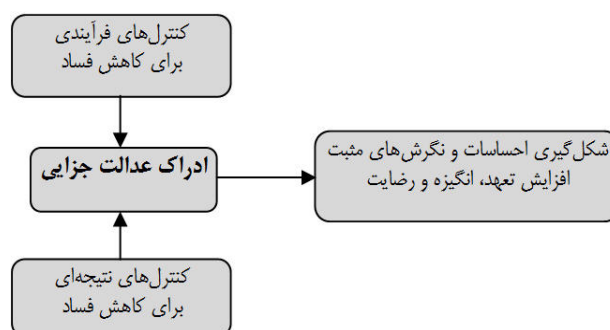 کنترل‌های فرآیندی
برای کاهش فساد
ادراک عدالت جزایی
شکل‌گیری احساسات و نگرش‌های مثبت
افزایش تعهد، انگیزه و رضایت
کنترل‌های نتیجه‌ای
برای کاهش فساد